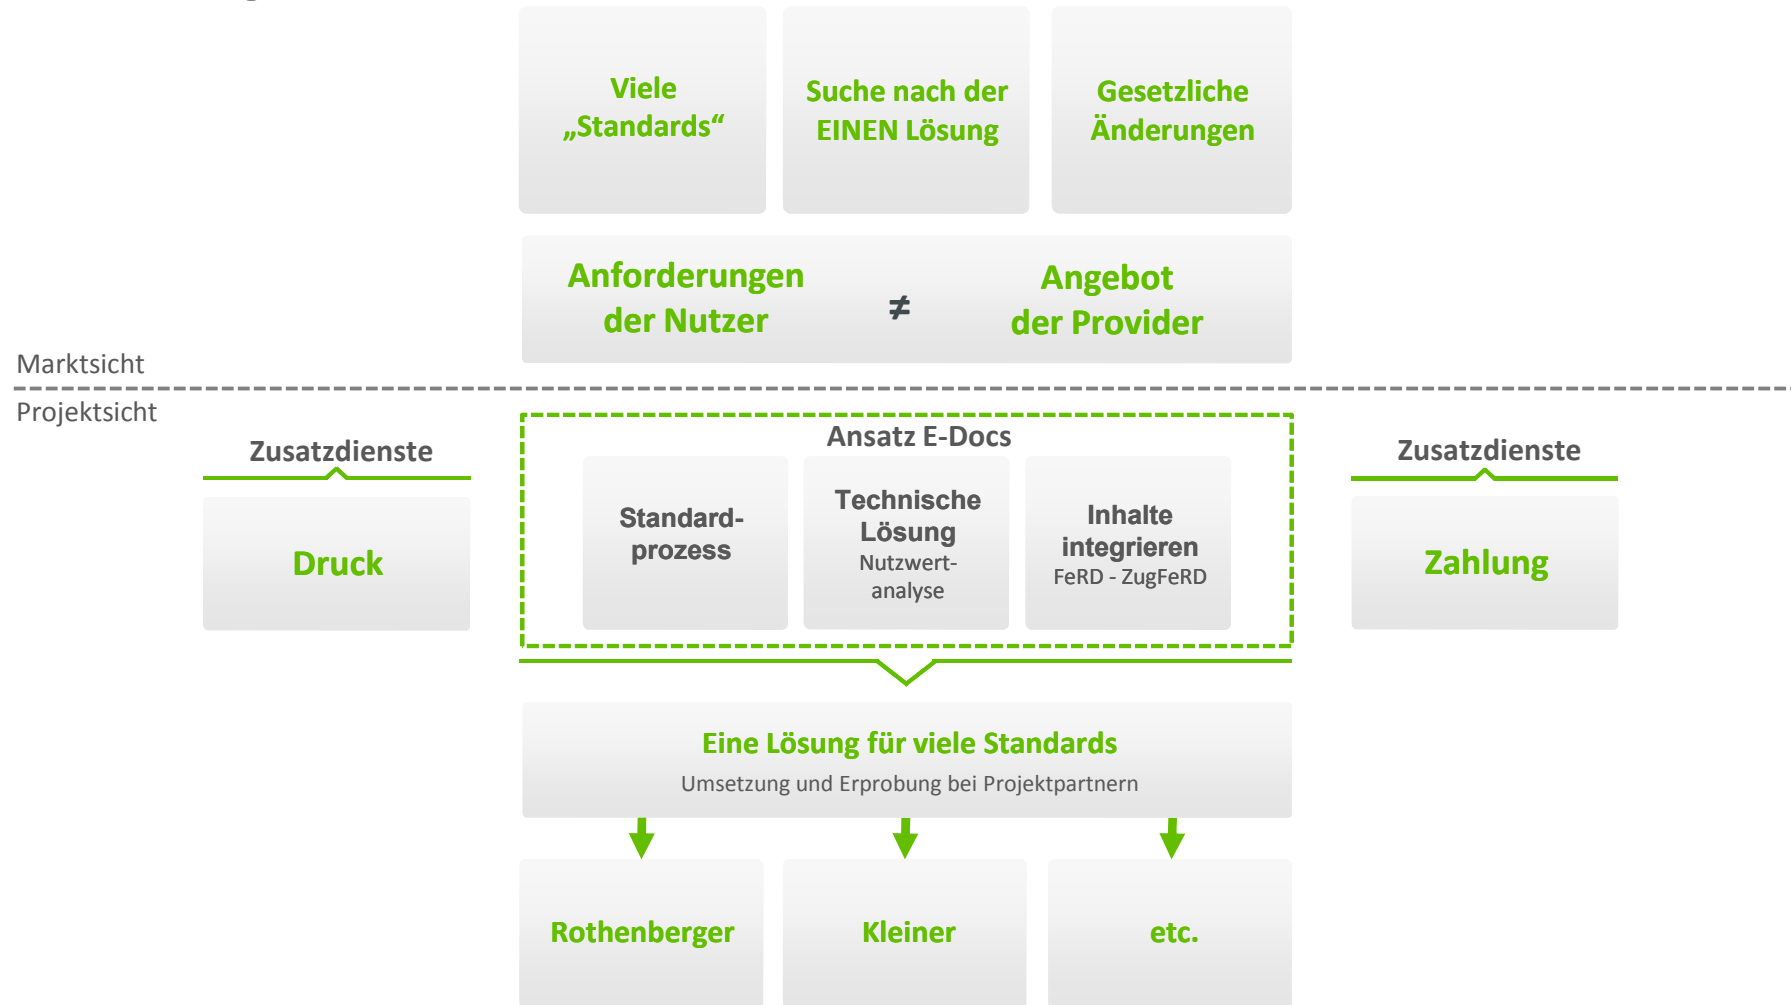 Viele
„Standards“
Suche nach der
EINEN Lösung
Gesetzliche
Änderungen
Anforderungen
der Nutzer
≠
Angebot
der Provider
Marktsicht
Projektsicht
Zusatzdienste
Druck
Ansatz E-Docs
Standard-
prozess
Technische
Lösung
Nutzwert-
analyse
Inhalte
integrieren
FeRD - ZugFeRD
Zusatzdienste
Zahlung
Eine Lösung für viele Standards
Umsetzung und Erprobung bei Projektpartnern
Rothenberger
Kleiner
etc.